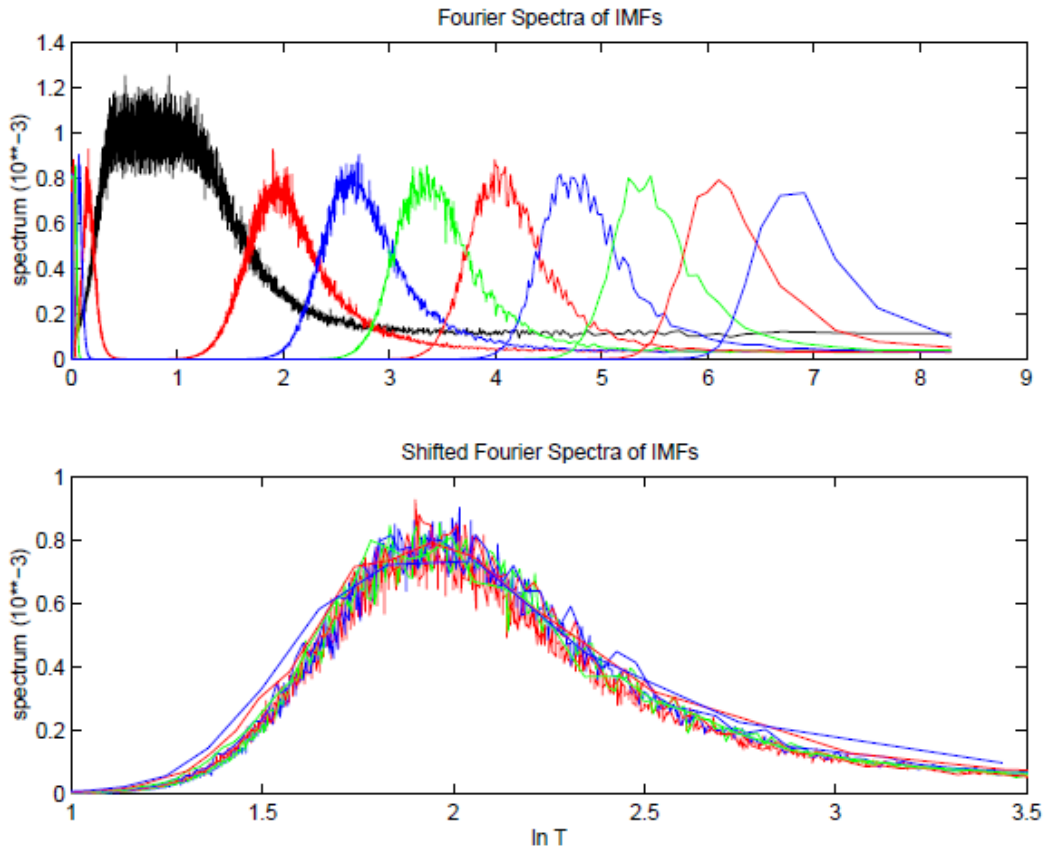 Fourier Spectra of IMFs
1.4
1.2
1
0.8
0.6
0.4
0.2
0
spectrum (10**−3)
0 1 2 3 4 5 6 7 8 9
Shifted Fourier Spectra of IMFs
1
0.8
0.6
0.4
0.2
0
spectrum (10**−3)
1 1.5 2 2.5 3 3.5
ln T